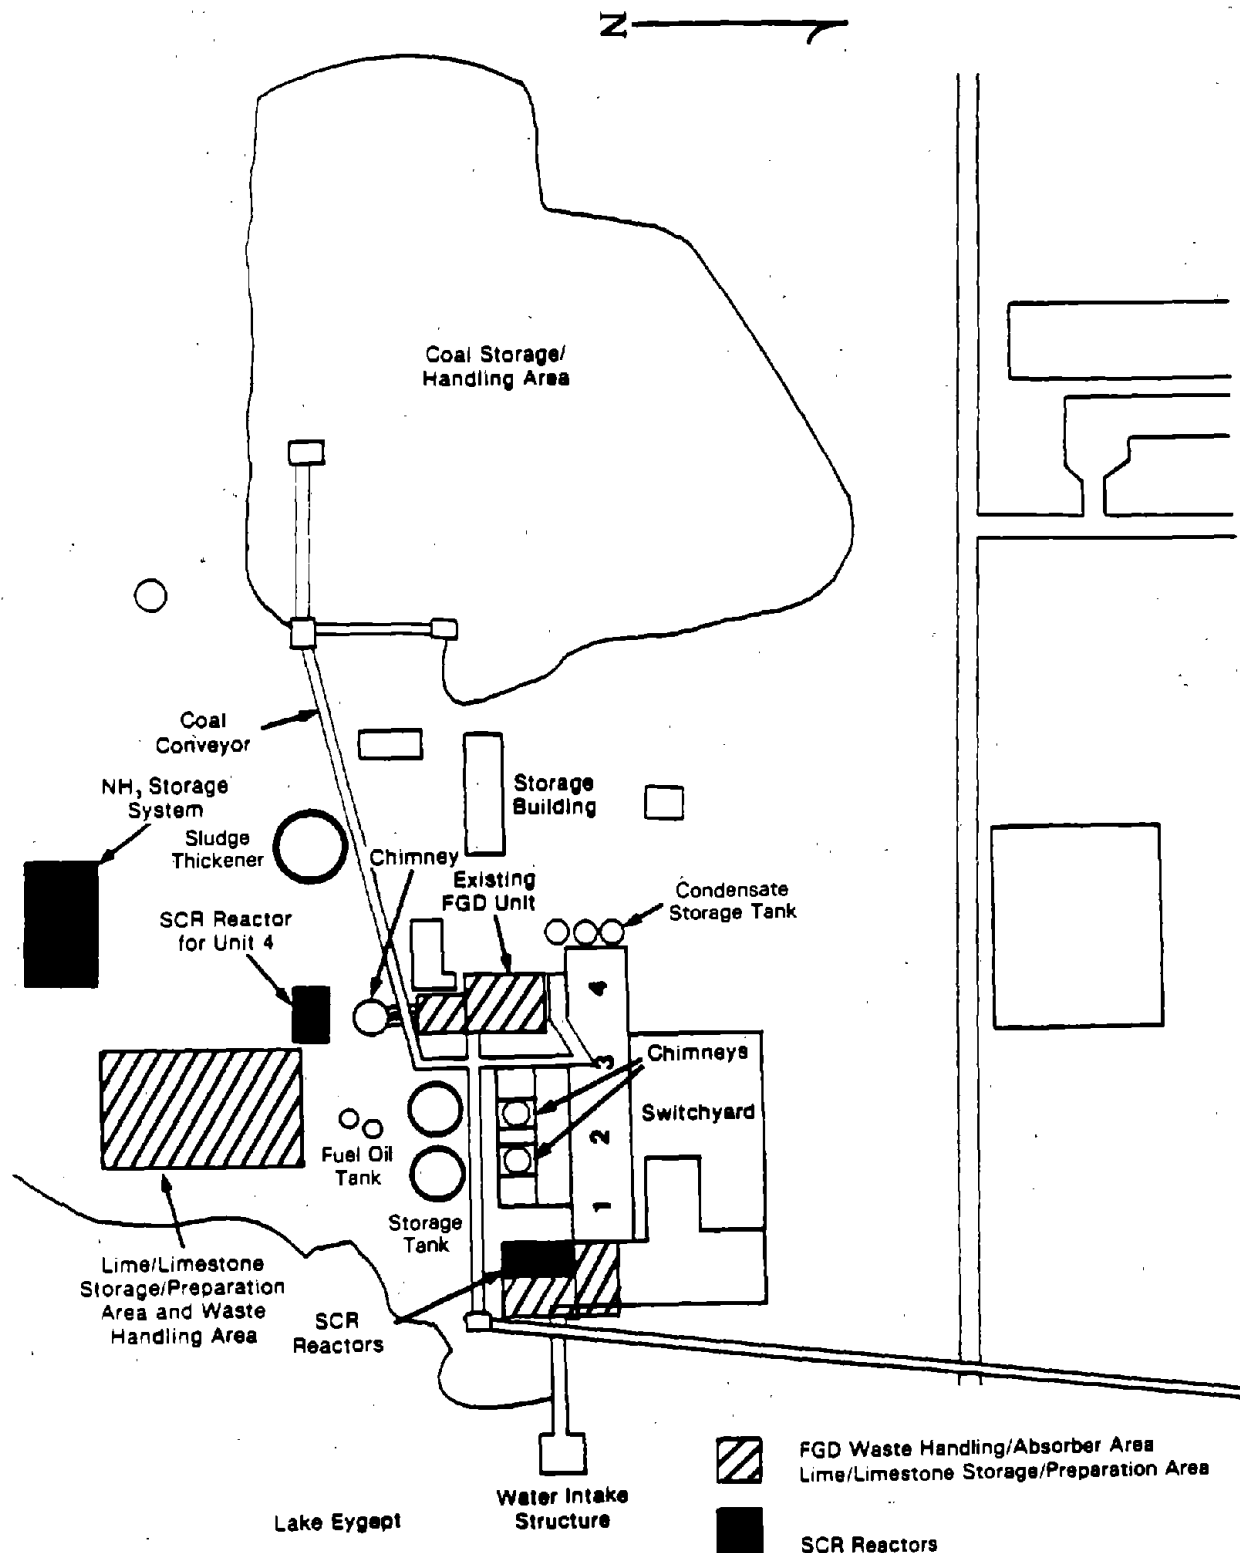 N
Coal Storage/
Handling Area
Coal
Conveyor
NH₃ Storage
System
Storage
Building
Sludge
Thickener
Chimney
Existing
FGD Unit
Condensate
Storage Tank
SCR Reactor
for Unit 4
4
3
Chimneys
Switchyard
2
Fuel Oil
Tank
1
Storage
Tank
Lime/Limestone
Storage/Preparation
Area and Waste
Handling Area
SCR
Reactors
FGD Waste Handling/Absorber Area
Lime/Limestone Storage/Preparation Area
Water Intake
Structure
Lake Eygept
SCR Reactors